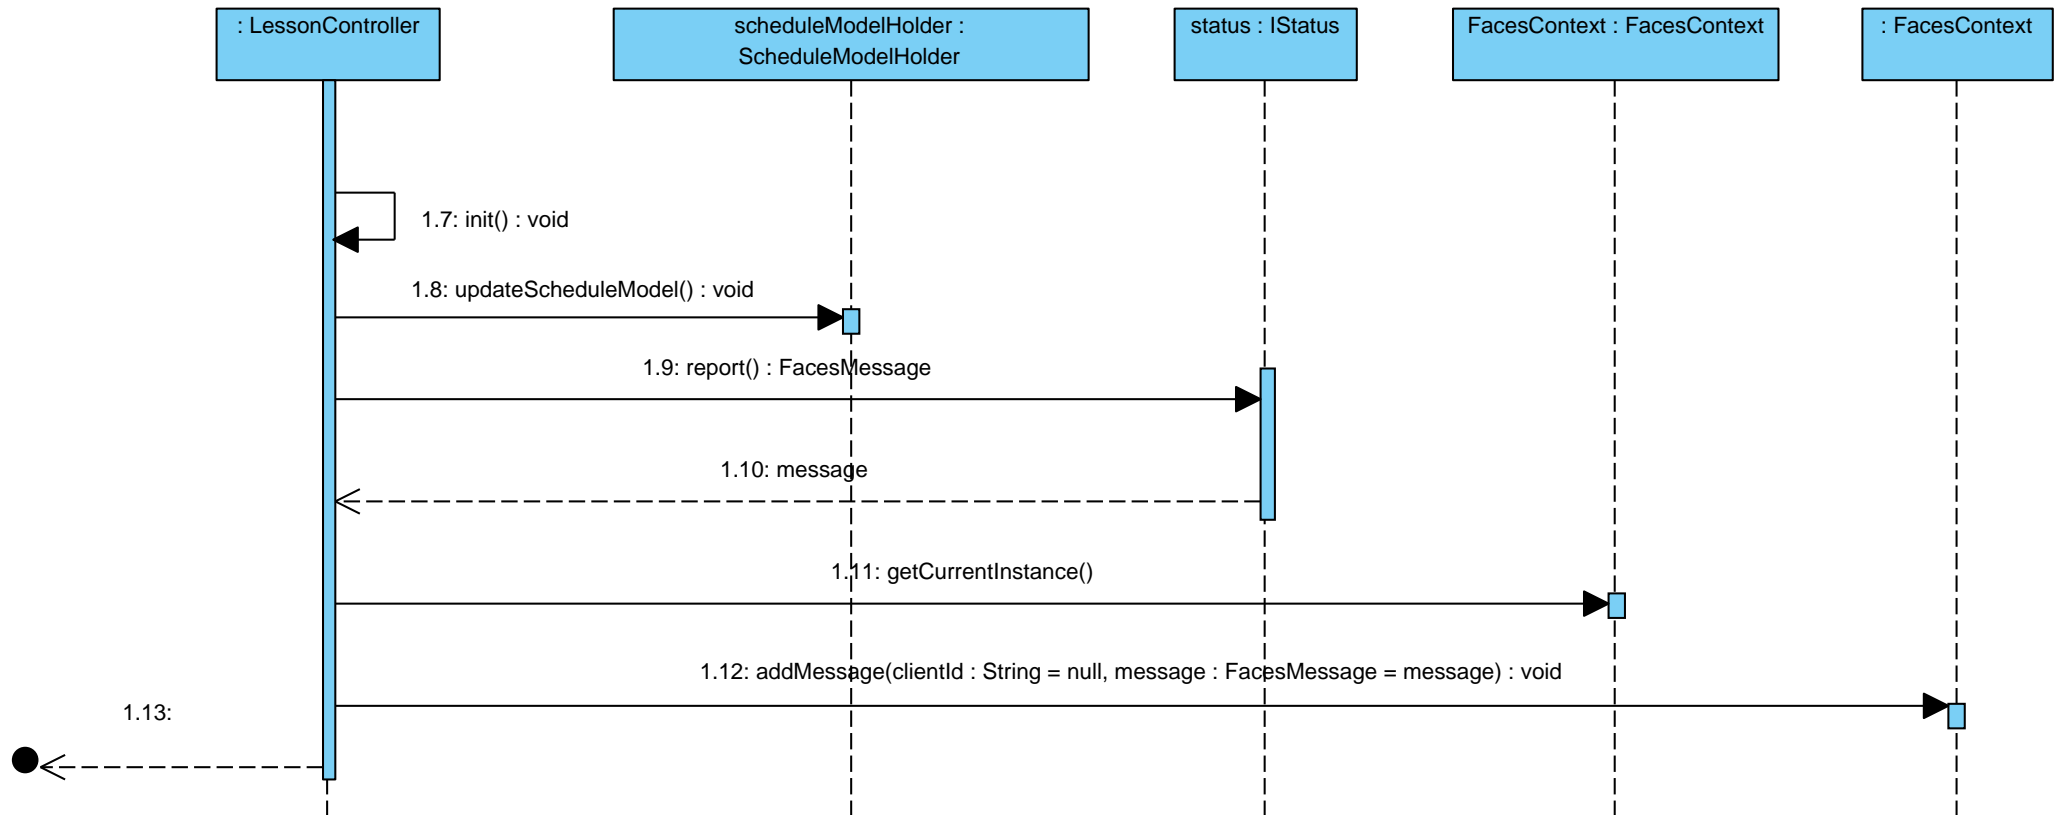 : LessonController
scheduleModelHolder :
ScheduleModelHolder
status : IStatus
FacesContext : FacesContext
: FacesContext
1.7: init() : void
1.8: updateScheduleModel() : void
1.9: report() : FacesMessage
1.10: message
1.11: getCurrentInstance()
1.12: addMessage(clientId : String = null, message : FacesMessage = message) : void
1.13: